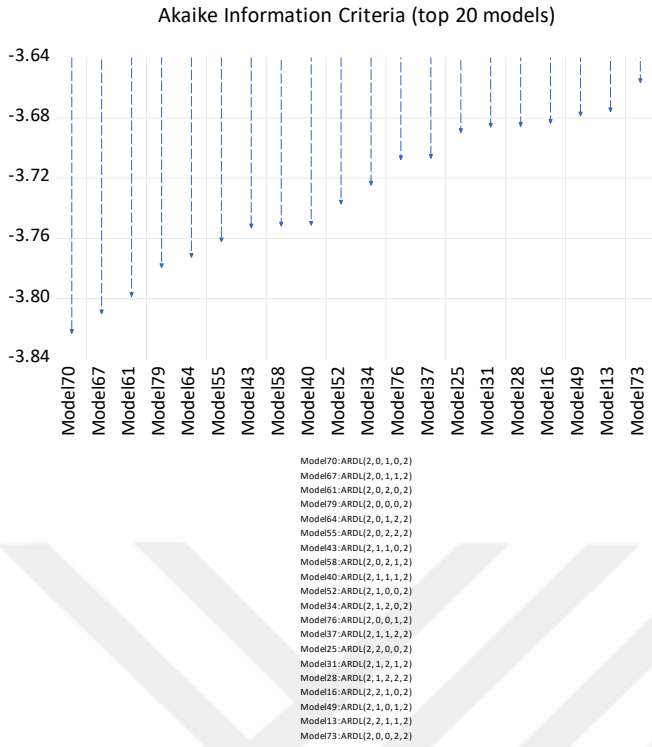 Akaike Information Criteria (top 20 models)
-3.64
-3.68
-3.72
-3.76
-3.80
-3.84
Model70
Model67
Model61
Model79
Model64
Model55
Model43
Model58
Model40
Model52
Model34
Model76
Model37
Model25
Model31
Model28
Model16
Model49
Model13
Model73
Model70:ARDL(2,0,1,0,2)
Model67:ARDL(2,0,1,1,2)
Model61:ARDL(2,0,2,0,2)
Model79:ARDL(2,0,0,0,2)
Model64:ARDL(2,0,1,2,2)
Model55:ARDL(2,0,2,2,2)
Model43:ARDL(2,1,1,0,2)
Model58:ARDL(2,0,2,1,2)
Model40:ARDL(2,1,1,1,2)
Model52:ARDL(2,1,0,0,2)
Model34:ARDL(2,1,2,0,2)
Model76:ARDL(2,0,0,1,2)
Model37:ARDL(2,1,1,2,2)
Model25:ARDL(2,2,0,0,2)
Model31:ARDL(2,1,2,1,2)
Model28:ARDL(2,1,2,2,2)
Model16:ARDL(2,2,1,0,2)
Model49:ARDL(2,1,0,1,2)
Model13:ARDL(2,2,1,1,2)
Model73:ARDL(2,0,0,2,2)